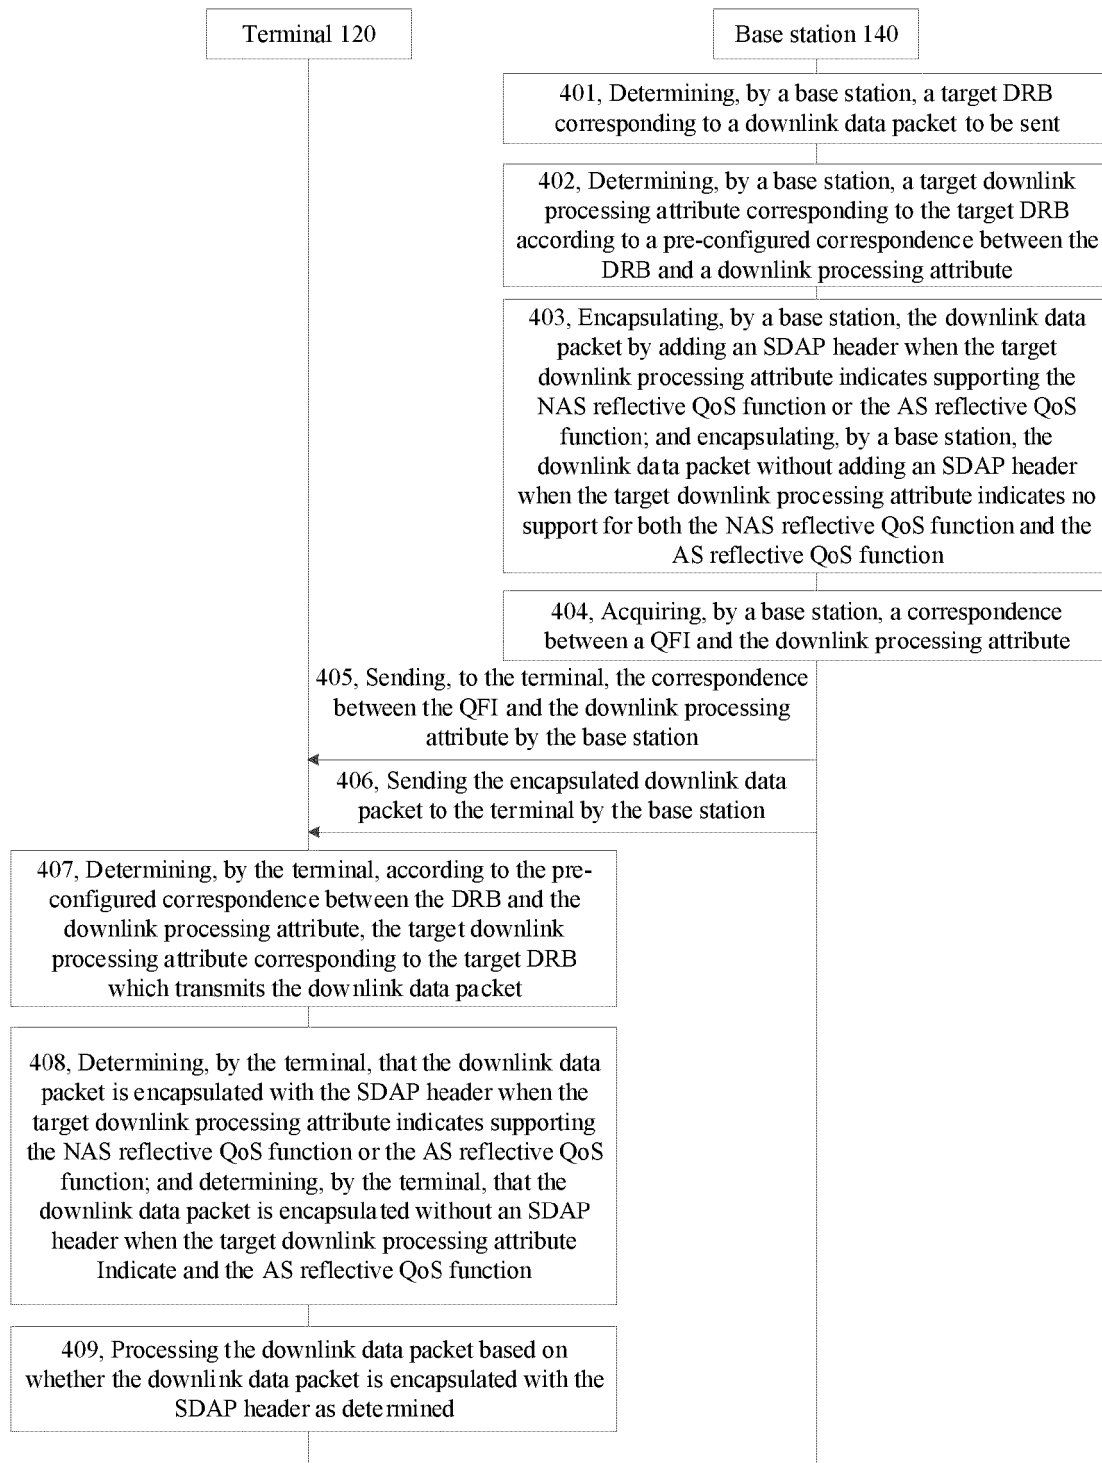 Terminal 120
Base station 140
401, Determining, by a base station, a target DRB
corresponding to a downlink data packet to be sent
402, Determining, by a base station, a target downlink
processing attribute corresponding to the target DRB
according to a pre-configured correspondence between the
DRB and a downlink processing attribute
403, Encapsulating, by a base station, the downlink data
packet by adding an SDAP header when the target
downlink processing attribute indicates supporting the
NAS reflective QoS function or the AS reflective QoS
function; and encapsulating, by a base station, the
downlink data packet without adding an SDAP header
when the target downlink processing attribute indicates no
support for both the NAS reflective QoS function and the
AS reflective QoS function
404, Acquiring, by a base station, a correspondence
between a QFI and the downlink processing attribute
405, Sending, to the terminal, the correspondence
between the QFI and the downlink processing
attribute by the base station
406, Sending the encapsulated downlink data
packet to the terminal by the base station
407, Determining, by the terminal, according to the pre-
configured correspondence between the DRB and the
downlink processing attribute, the target downlink
processing attribute corresponding to the target DRB
which transmits the downlink data packet
408, Determining, by the terminal, that the downlink data
packet is encapsulated with the SDAP header when the
target downlink processing attribute indicates supporting
the NAS reflective QoS function or the AS reflective QoS
function; and determining, by the terminal, that the
downlink data packet is encapsulated without an SDAP
header when the target downlink processing attribute
Indicate and the AS reflective QoS function
409, Processing the downlink data packet based on
whether the downlink data packet is encapsulated with the
SDAP header as determined